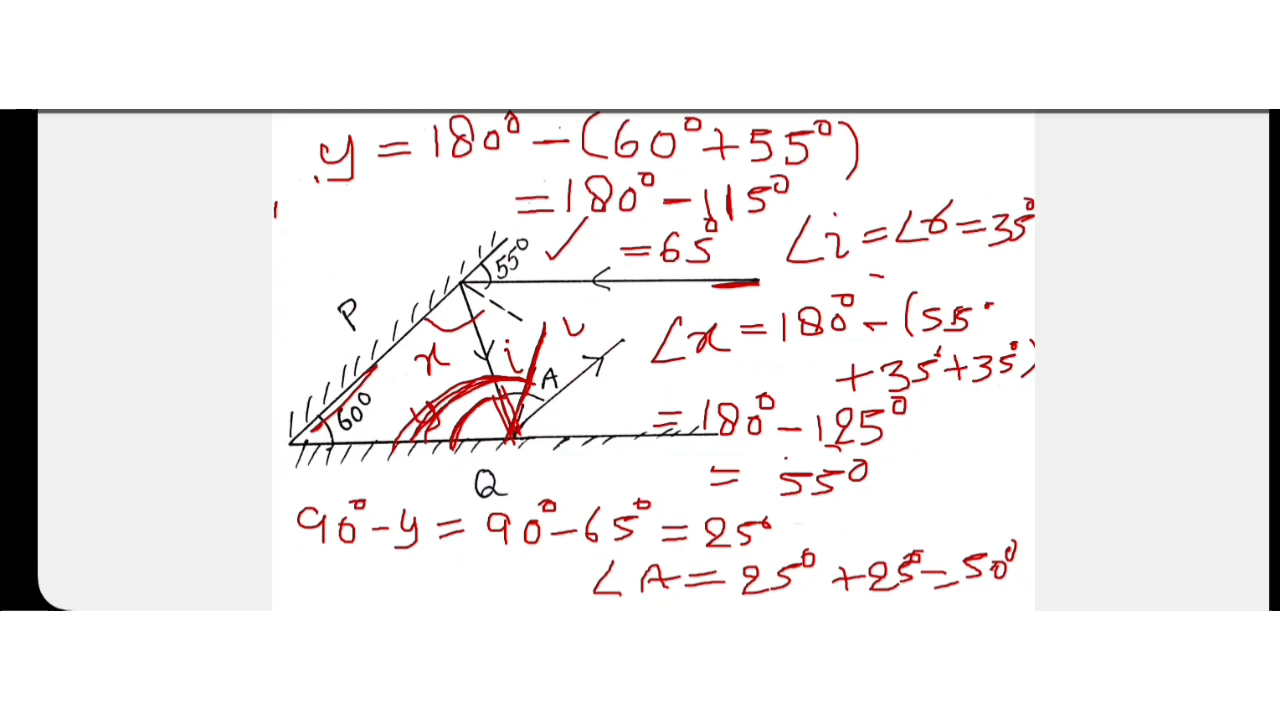 y = 180° - (60° + 55°)
= 180° - 115°
= 65°
∠i = ∠r = 35°
55°
P
∠x = 180° - (55°
+ 35° + 35°)
x
i
A
60°
y
= 180° - 125°
Q
= 55°
90° - y = 90° - 65° = 25°
∠A = 25° + 25° = 50°